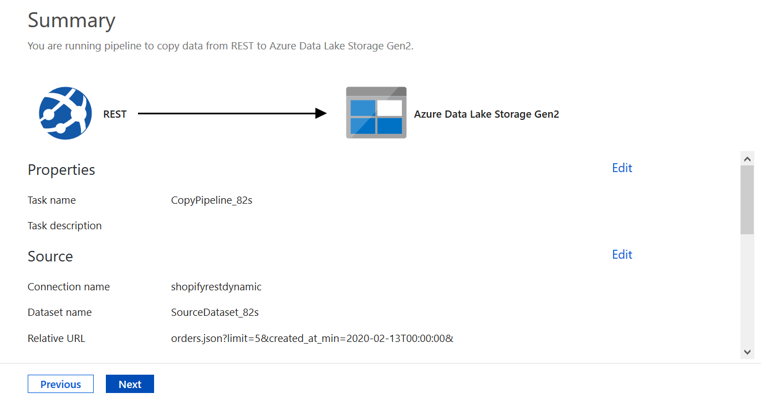 Summary
You are running pipeline to copy data from REST to Azure Data Lake Storage Gen2.
REST
Azure Data Lake Storage Gen2
Properties Edit
Task name CopyPipeline_82s
Task description
Source Edit
Connection name shopifyrestdynamic
Dataset name SourceDataset_82s
Relative URL orders.json?limit=5&created_at_min=2020-02-13T00:00:00&
Previous Next